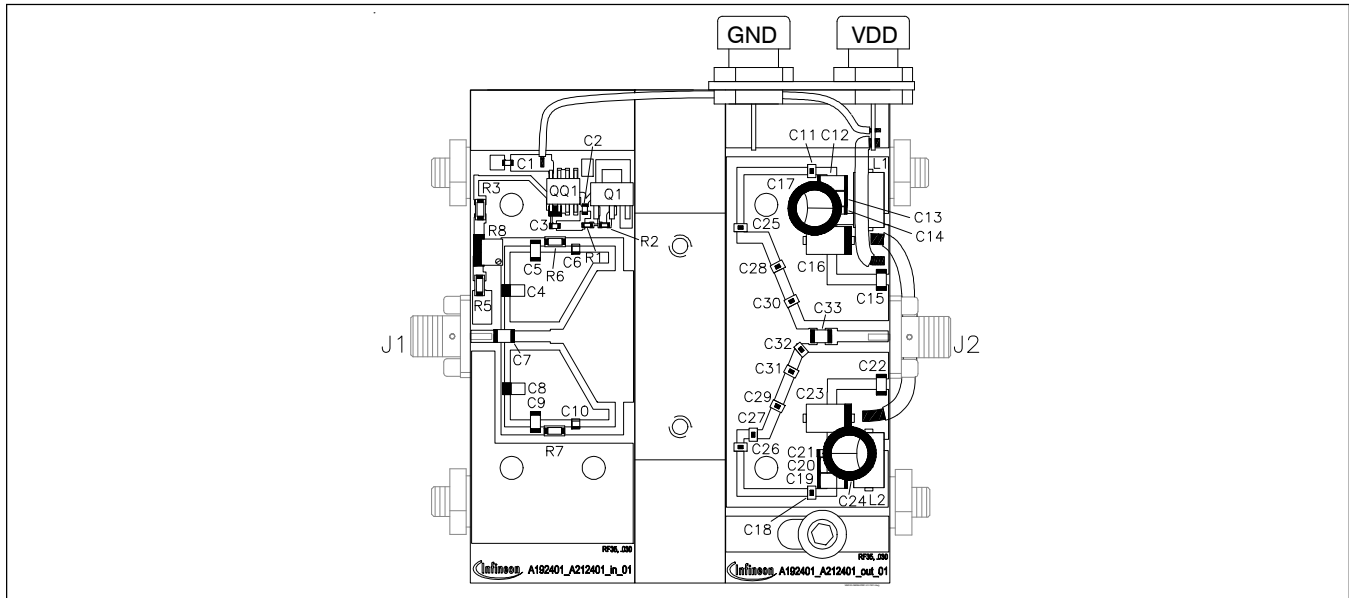 GND VDD
C2
C11 C12
C1
L1
QQ1 Q1
C17
R3
C13
C3
C25
C14
R8
R1 R2
C5 R6 C6
C28
C16
C4
C15
R5
C30
C33
J1
C7
C32
J2
C31
C22
C8
C29
C23
C9 C10
C27
R7
C26
C21
C20
C19
C24 L2
C18
RF35, .030
RF35, .030
Infineon A192401_A212401_in_01
Infineon A192401_A212401_out_01